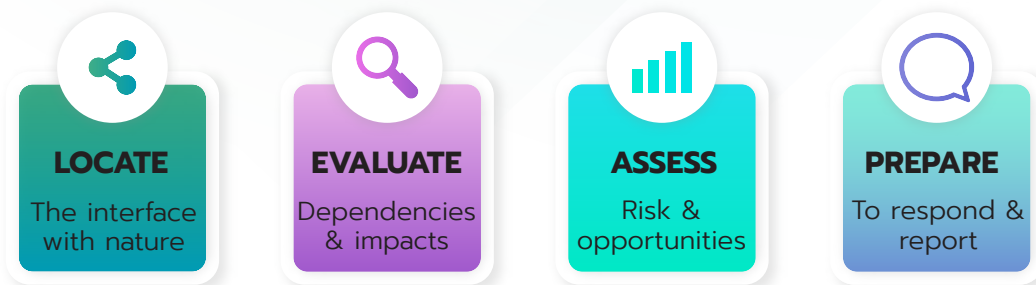 LOCATE
The interface
with nature
EVALUATE
Dependencies
& impacts
ASSESS
Risk &
opportunities
PREPARE
To respond &
report